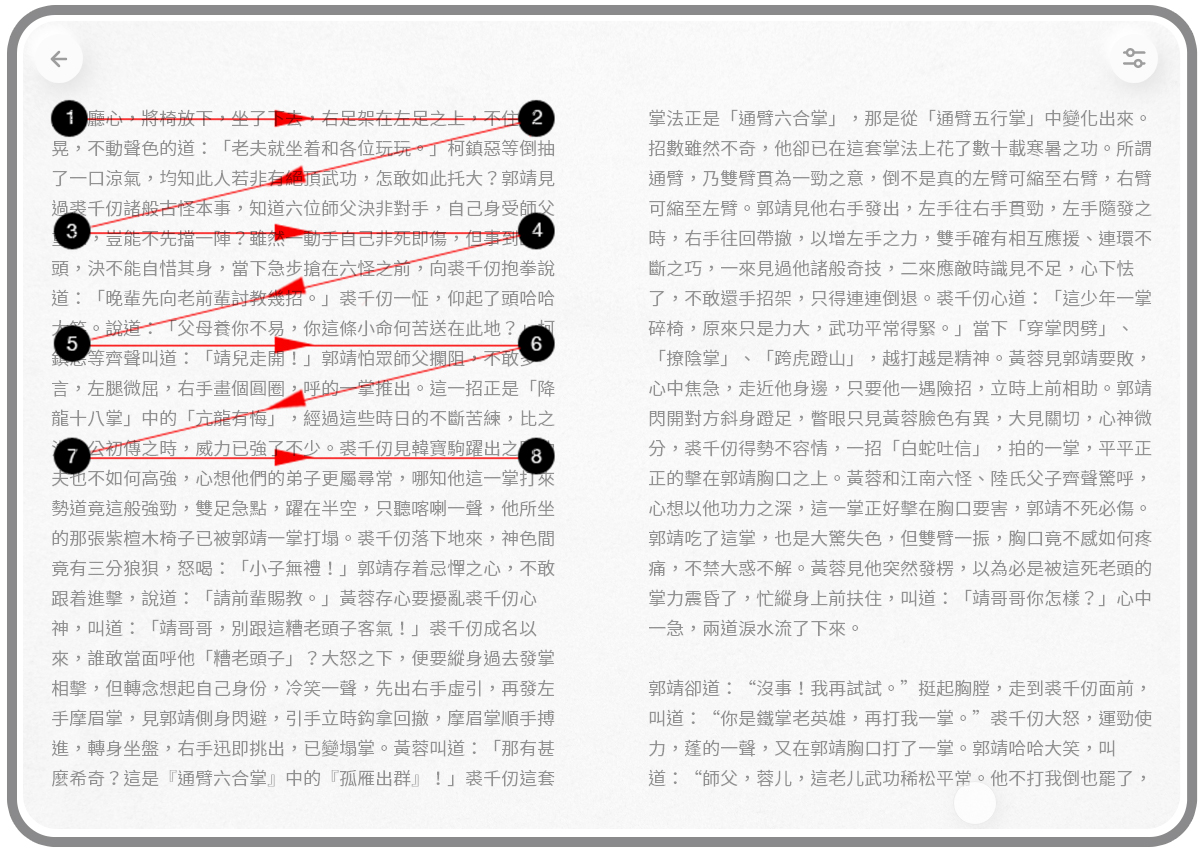 1 廳心，將椅放下，坐了下去，右足架在左足之上，不住 2
晃，不動聲色的道：「老夫就坐着和各位玩玩。」柯鎮惡等倒抽
了一口涼氣，均知此人若非有絕頂武功，怎敢如此托大？郭靖見
過裘千仞諸般古怪本事，知道六位師父決非對手，自己身受師父
3 ，豈能不先擋一陣？雖然一動手自己非死即傷，但事到 4
頭，決不能自惜其身，當下急步搶在六怪之前，向裘千仞抱拳說
道：「晚輩先向老前輩討教幾招。」裘千仞一怔，仰起了頭哈哈
大笑。說道：「父母養你不易，你這條小命何苦送在此地？」柯
5 等齊聲叫道：「靖兒走開！」郭靖怕眾師父攔阻，不敢多 6
言，左腿微屈，右手畫個圓圈，呼的一掌推出。這一招正是「降
龍十八掌」中的「亢龍有悔」，經過這些時日的不斷苦練，比之
7 公初傳之時，威力已強了不少。裘千仞見韓寶駒躍出之 8
夫也不如何高強，心想他們的弟子更屬尋常，哪知他這一掌打來
勢道竟這般強勁，雙足急點，躍在半空，只聽喀喇一聲，他所坐
的那張紫檀木椅子已被郭靖一掌打塌。裘千仞落下地來，神色間
竟有三分狼狽，怒喝：「小子無禮！」郭靖存着忌憚之心，不敢
跟着進擊，說道：「請前輩賜教。」黃蓉存心要擾亂裘千仞心
神，叫道：「靖哥哥，別跟這糟老頭子客氣！」裘千仞成名以
來，誰敢當面呼他「糟老頭子」？大怒之下，便要縱身過去發掌
相擊，但轉念想起自己身份，冷笑一聲，先出右手虛引，再發左
手摩眉掌，見郭靖側身閃避，引手立時鈎拿回撤，摩眉掌順手搏
進，轉身坐盤，右手迅即挑出，已變塌掌。黃蓉叫道：「那有甚
麼希奇？這是『通臂六合掌』中的『孤雁出群』！」裘千仞這套
掌法正是「通臂六合掌」，那是從「通臂五行掌」中變化出來。
招數雖然不奇，他卻已在這套掌法上花了數十載寒暑之功。所謂
通臂，乃雙臂貫為一勁之意，倒不是真的左臂可縮至右臂，右臂
可縮至左臂。郭靖見他右手發出，左手往右手貫勁，左手隨發之
時，右手往回帶撤，以增左手之力，雙手確有相互應援、連環不
斷之巧，一來見過他諸般奇技，二來應敵時識見不足，心下怯
了，不敢還手招架，只得連連倒退。裘千仞心道：「這少年一掌
碎椅，原來只是力大，武功平常得緊。」當下「穿掌閃劈」、
「撩陰掌」、「跨虎蹬山」，越打越是精神。黃蓉見郭靖要敗，
心中焦急，走近他身邊，只要他一遇險招，立時上前相助。郭靖
閃開對方斜身蹬足，瞥眼只見黃蓉臉色有異，大見關切，心神微
分，裘千仞得勢不容情，一招「白蛇吐信」，拍的一掌，平平正
正的擊在郭靖胸口之上。黃蓉和江南六怪、陸氏父子齊聲驚呼，
心想以他功力之深，這一掌正好擊在胸口要害，郭靖不死必傷。
郭靖吃了這掌，也是大驚失色，但雙臂一振，胸口竟不感如何疼
痛，不禁大惑不解。黃蓉見他突然發楞，以為必是被這死老頭的
掌力震昏了，忙縱身上前扶住，叫道：「靖哥哥你怎樣？」心中
一急，兩道淚水流了下來。
郭靖卻道：“沒事！我再試試。”挺起胸膛，走到裘千仞面前，
叫道：“你是鐵掌老英雄，再打我一掌。”裘千仞大怒，運勁使
力，蓬的一聲，又在郭靖胸口打了一掌。郭靖哈哈大笑，叫
道：“師父，蓉儿，這老儿武功稀松平常。他不打我倒也罷了，